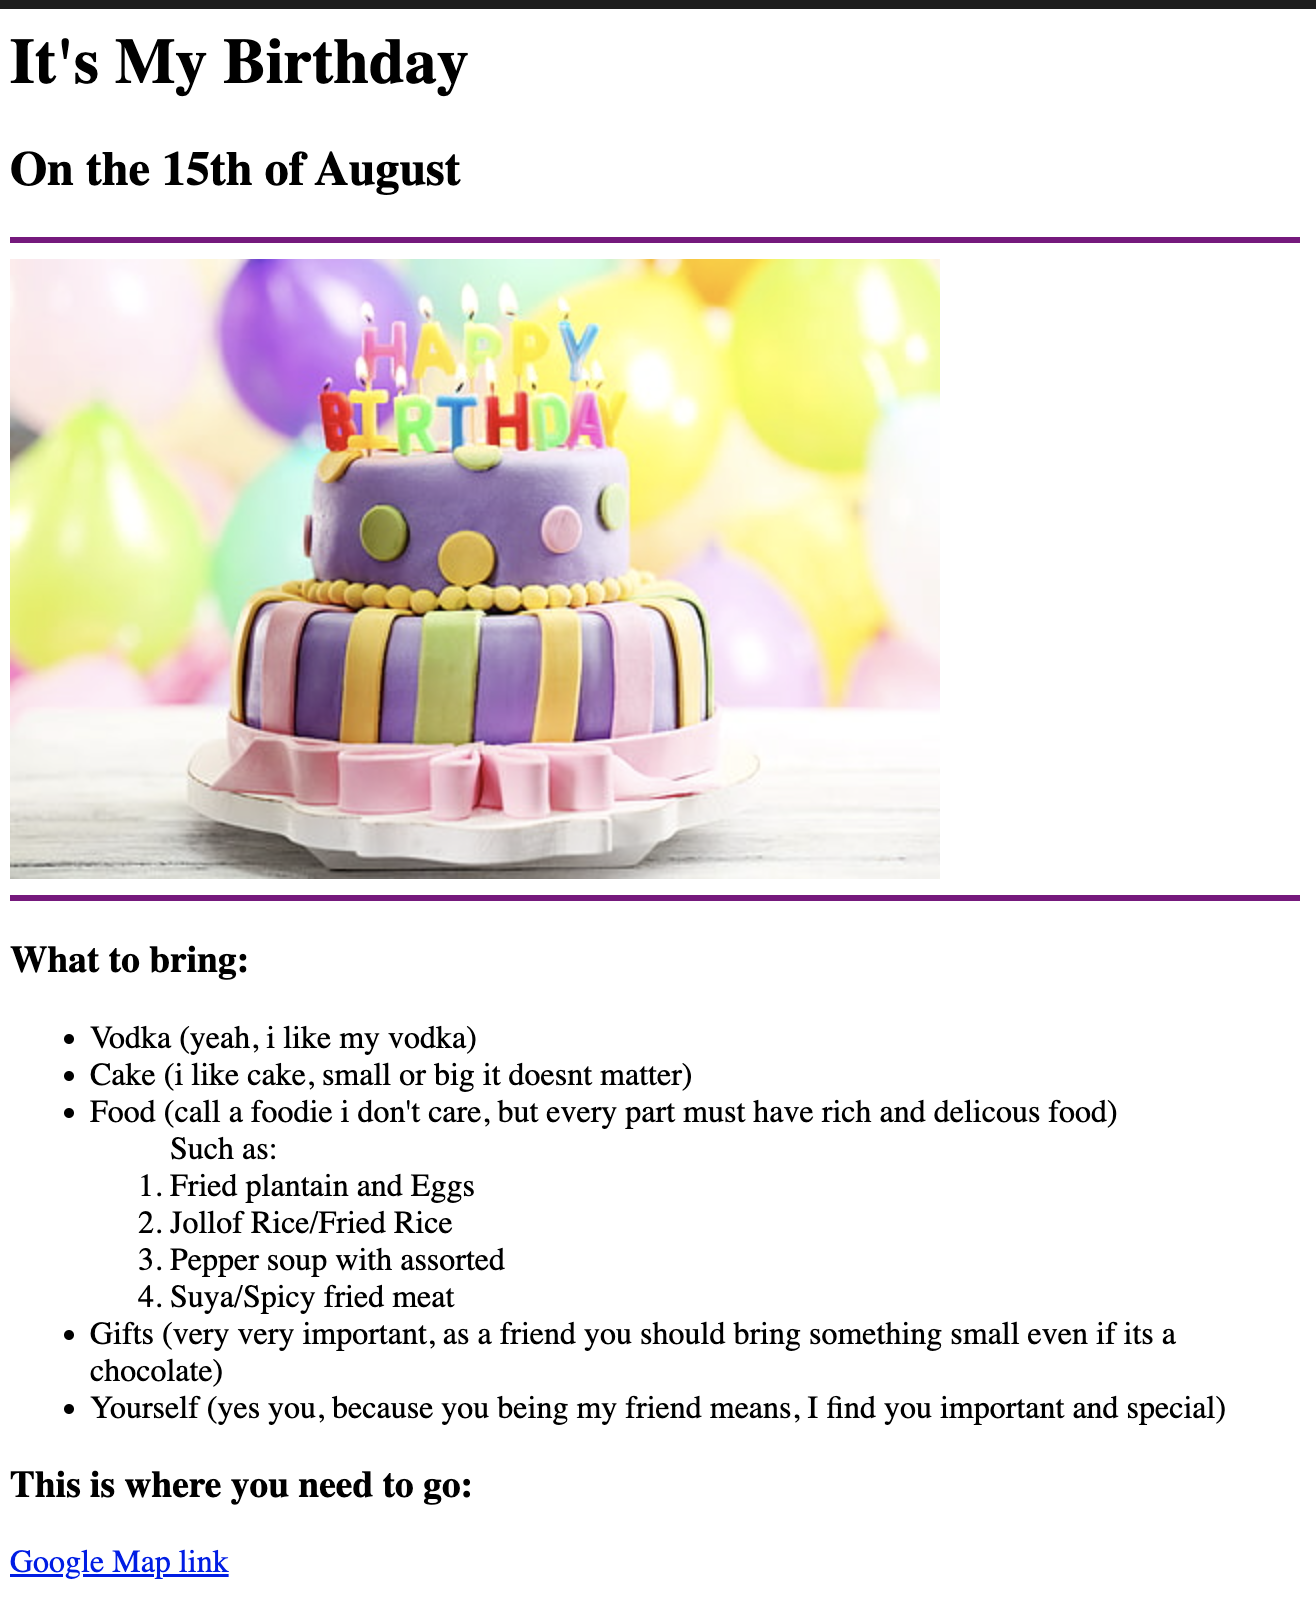 It's My Birthday
On the 15th of August
HAPPY
BIRTHDAY
What to bring:
• Vodka (yeah, i like my vodka)
• Cake (i like cake, small or big it doesnt matter)
• Food (call a foodie i don't care, but every part must have rich and delicous food)
Such as:
1. Fried plantain and Eggs
2. Jollof Rice/Fried Rice
3. Pepper soup with assorted
4. Suya/Spicy fried meat
• Gifts (very very important, as a friend you should bring something small even if its a
chocolate)
• Yourself (yes you, because you being my friend means, I find you important and special)
This is where you need to go:
Google Map link